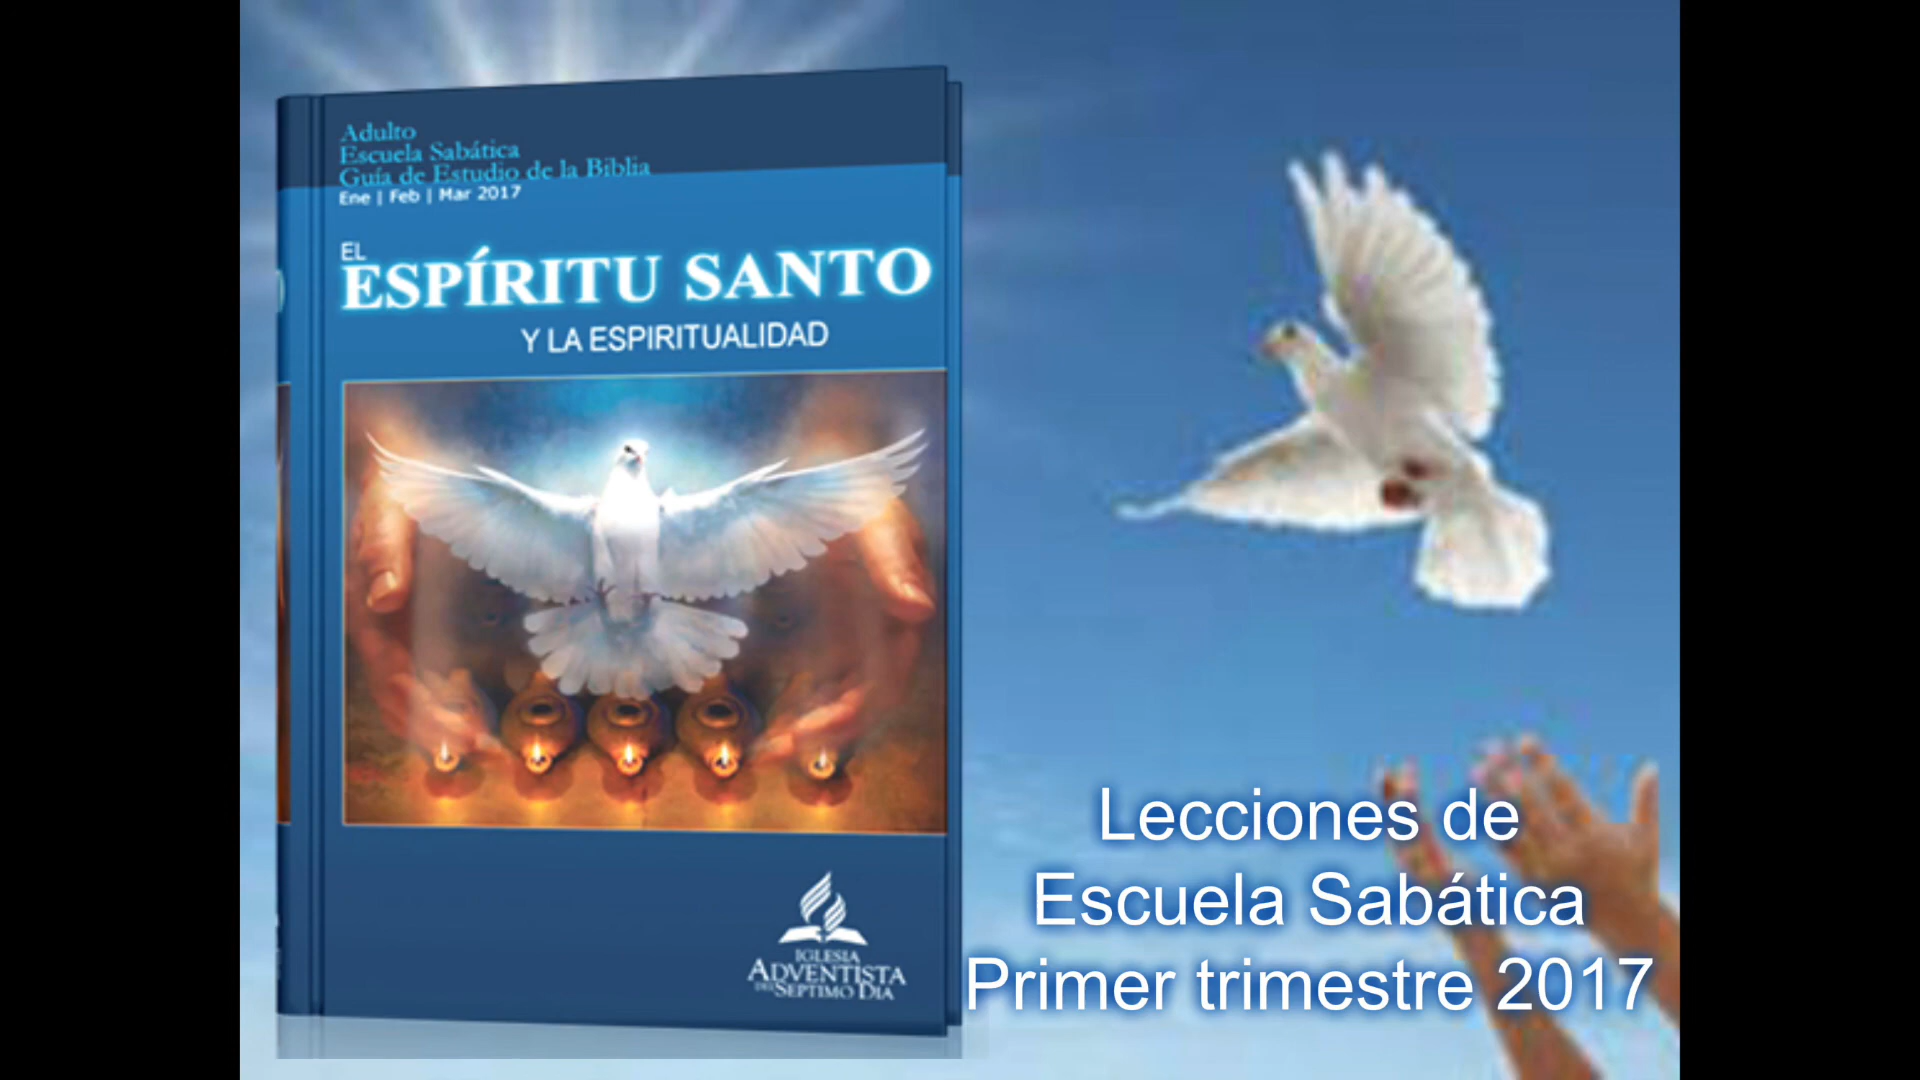 Adulto
Escuela Sabática
Guía de Estudio de la Biblia
Ene | Feb | Mar 2017
EL
ESPÍRITU SANTO
Y LA ESPIRITUALIDAD
IGLESIA
ADVENTISTA
DEL SÉPTIMO DÍA
Lecciones de
Escuela Sabática
Primer trimestre 2017